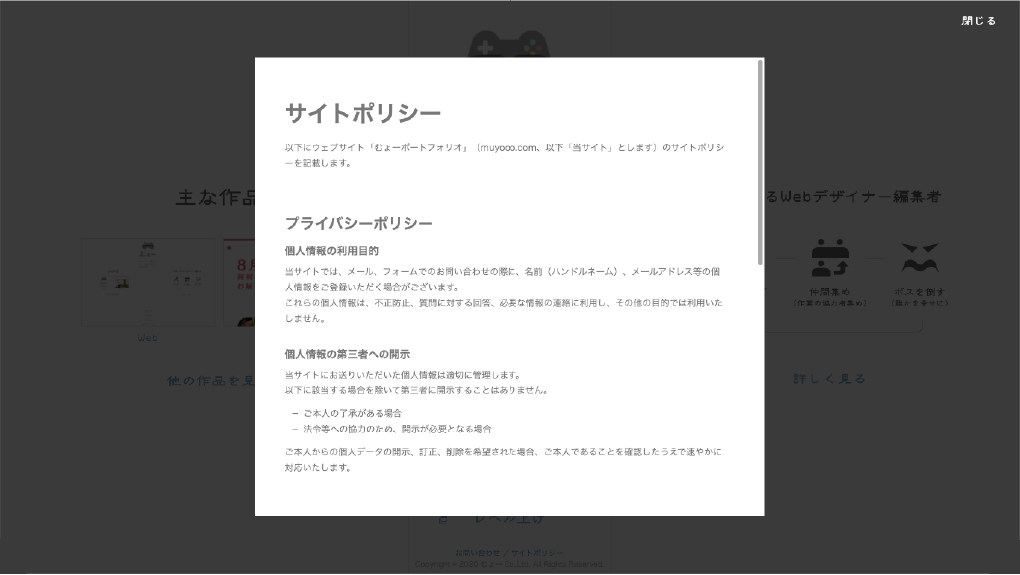 閉じる
サイトポリシー
以下にウェブサイト「むょーポートフォリオ」（muyooo.com、以下「当サイト」とします）のサイトポリシ
ーを記載します。
主な作品
るWebデザイナー編集者
プライバシーポリシー
個人情報の利用目的
当サイトでは、メール、フォームでのお問い合わせの際に、名前（ハンドルネーム）、メールアドレス等の個
人情報をご登録いただく場合がございます。
これらの個人情報は、不正防止、質問に対する回答、必要な情報の連絡に利用し、その他の目的では利用いた
しません。
8月
仲間集め
ボスを倒す
Web
個人情報の第三者への開示
当サイトにお送りいただいた個人情報は適切に管理します。
以下に該当する場合を除いて第三者に開示することはありません。
他の作品を見
詳しく見る
– ご本人の了承がある場合
– 法令等への協力のため、開示が必要となる場合
ご本人からの個人データの開示、訂正、削除を希望された場合、ご本人であることを確認したうえで速やかに
対応いたします。
レベル上げ
お問い合わせ／サイトポリシー
Copyright © 2020 むょー Co.,Ltd. All Rights Reserved.